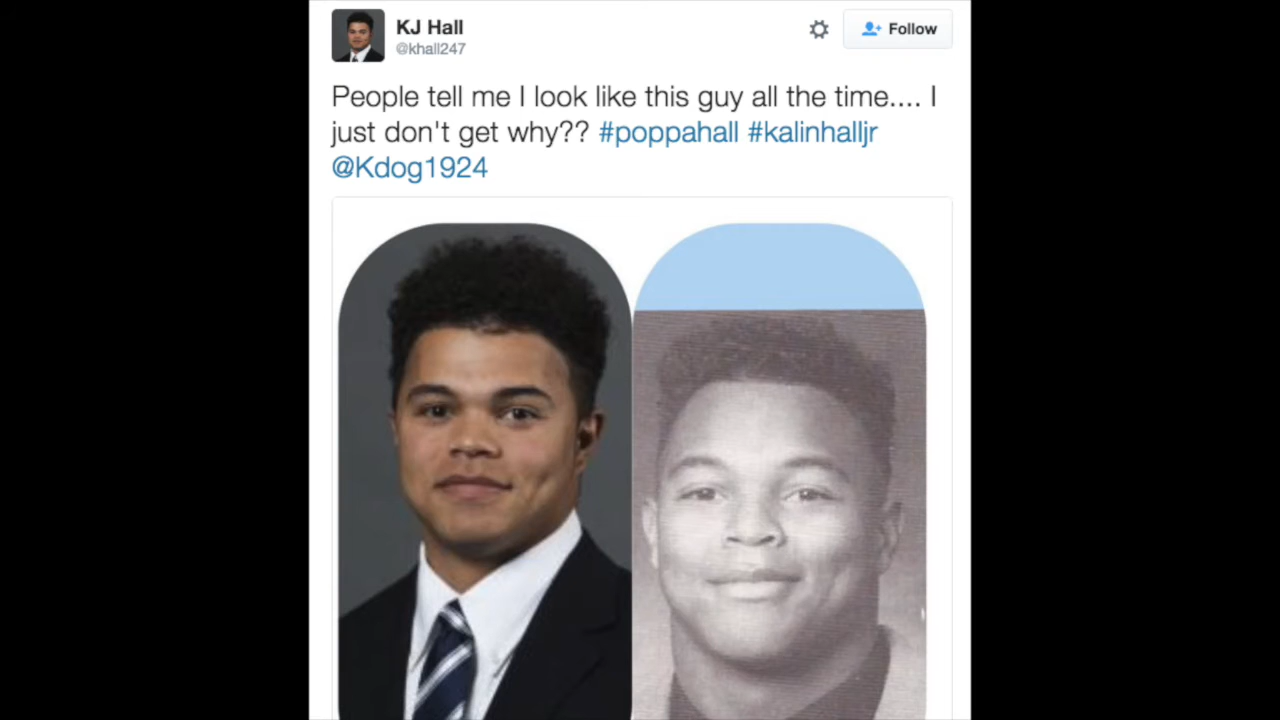 KJ Hall
@khall247
Follow
People tell me I look like this guy all the time.... I
just don't get why?? #poppahall #kalinhalljr
@Kdog1924